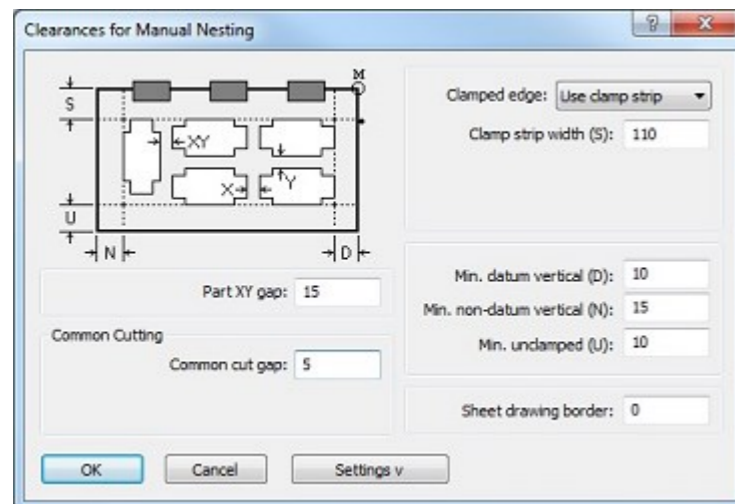 Clearances for Manual Nesting
M
S
XY
X
Y
U
N
D
Clamped edge: Use clamp strip
Clamp strip width (S): 110
Part XY gap: 15
Common Cutting
Common cut gap: 5
Min. datum vertical (D): 10
Min. non-datum vertical (N): 15
Min. unclamped (U): 10
Sheet drawing border: 0
OK
Cancel
Settings v